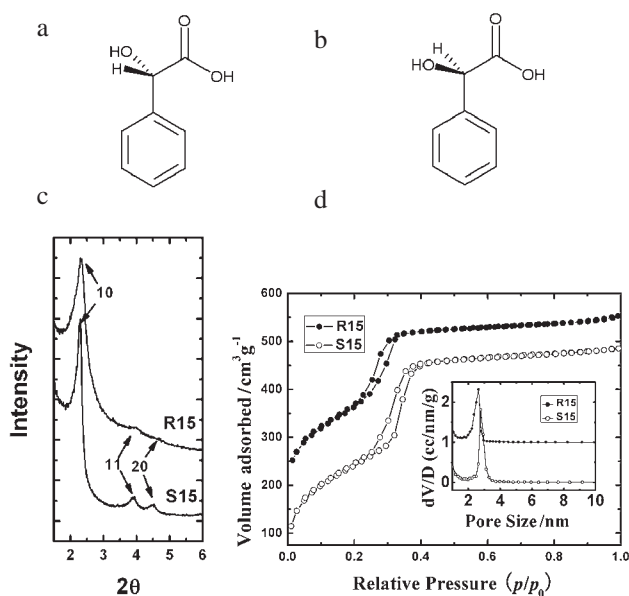 a
b
HO
O
H
OH
H
O
HO
OH
c
d
Intensity
10
R15
11
20
S15
2
3
4
5
6
2θ
Volume adsorbed /cm³g⁻¹
600
500
400
300
200
100
R15
S15
dV/D (cc/nm/g)
2
1
0
R15
S15
2
4
6
8
10
Pore Size /nm
0.0
0.2
0.4
0.6
0.8
1.0
Relative Pressure (p/p₀)